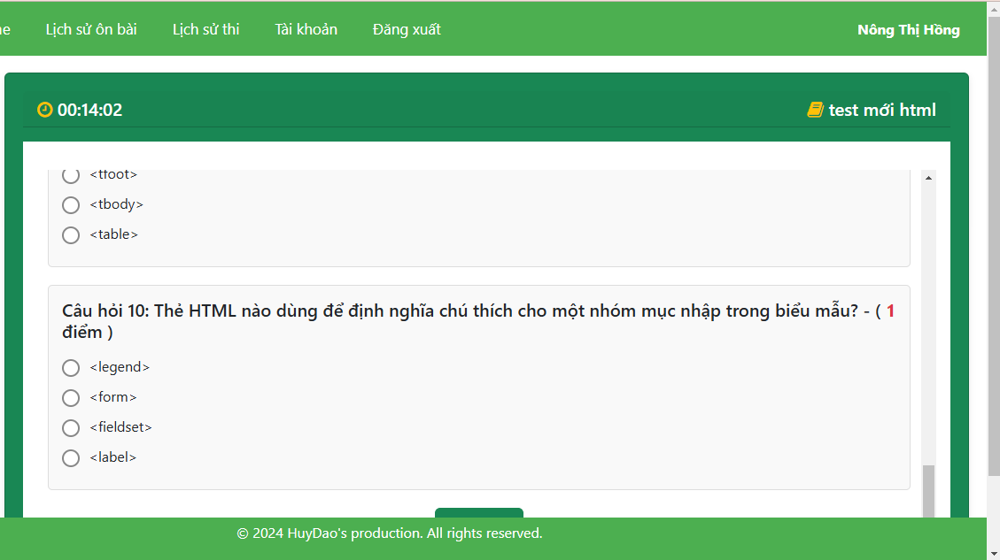 Lịch sử ôn bài Lịch sử thi Tài khoản Đăng xuất Nông Thị Hồng
00:14:02 test mới html
<tfoot>
<tbody>
<table>
Câu hỏi 10: Thẻ HTML nào dùng để định nghĩa chú thích cho một nhóm mục nhập trong biểu mẫu? - ( 1
điểm )
<legend>
<form>
<fieldset>
<label>
© 2024 HuyDao's production. All rights reserved.